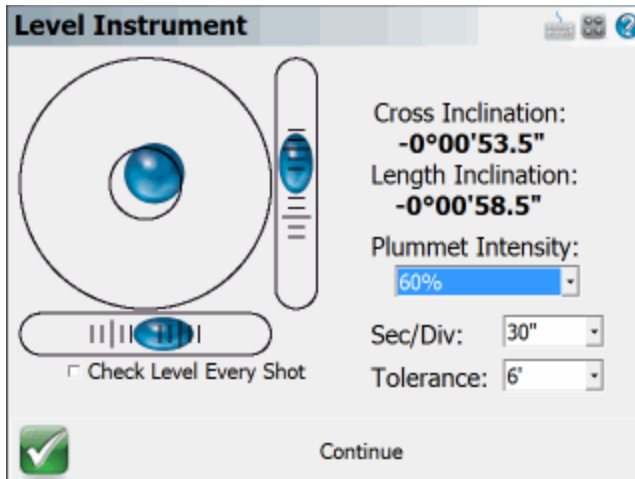 Level Instrument
Cross Inclination:
-0°00'53.5"
Length Inclination:
-0°00'58.5"
Plummet Intensity:
60%
Sec/Div: 30"
Check Level Every Shot
Tolerance: 6'
Continue